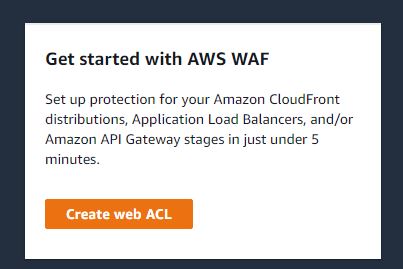 Get started with AWS WAF
Set up protection for your Amazon CloudFront
distributions, Application Load Balancers, and/or
Amazon API Gateway stages in just under 5
minutes.
Create web ACL